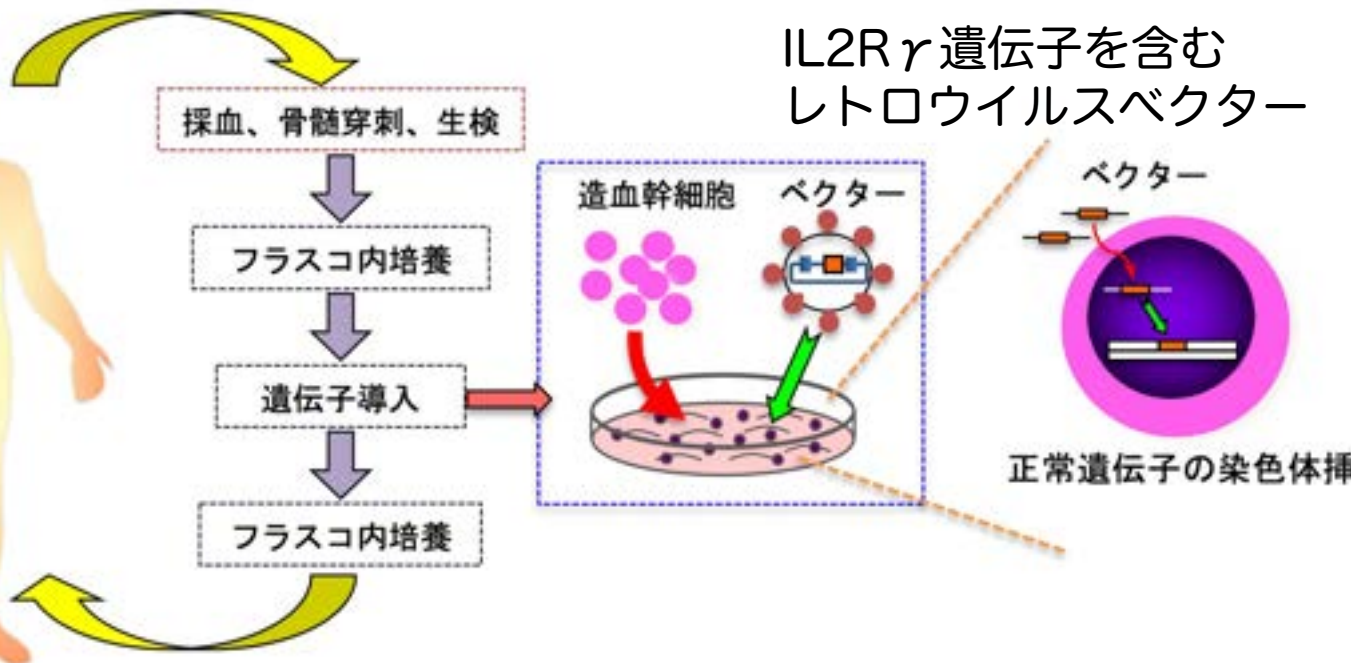 IL2Rγ遺伝子を含む
レトロウイルスベクター
採血、骨髄穿刺、生検
フラスコ内培養
遺伝子導入
フラスコ内培養
造血幹細胞
ベクター
ベクター
正常遺伝子の染色体挿